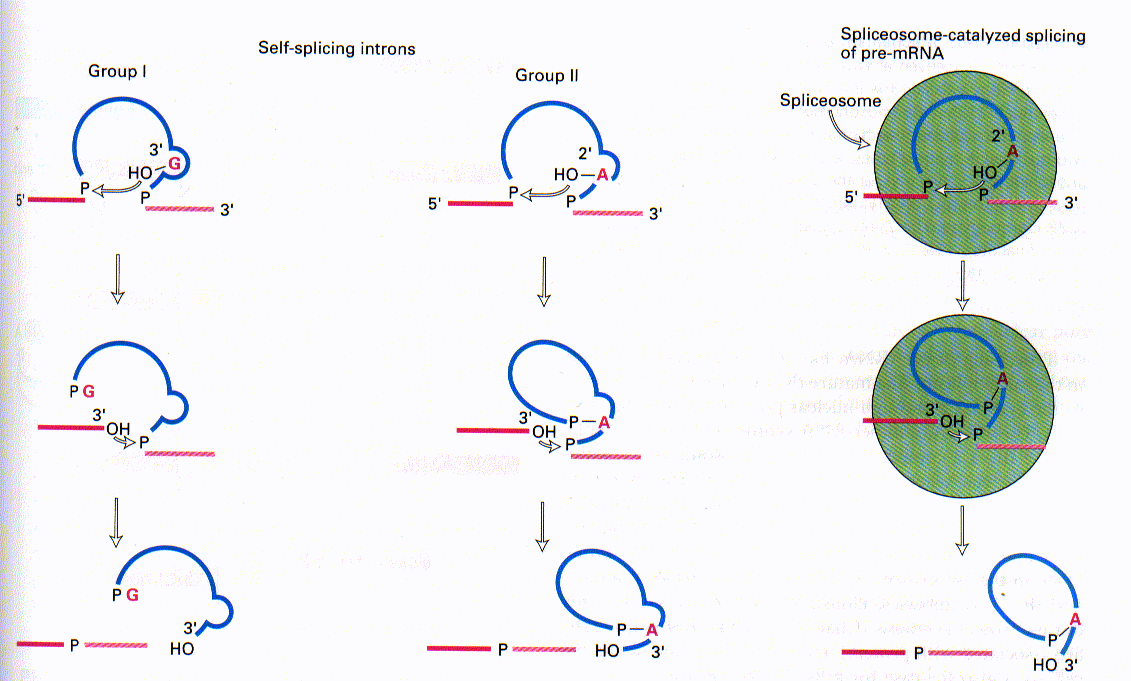 Self-splicing introns
Spliceosome-catalyzed splicing
of pre-mRNA
Group I
Group II
Spliceosome
3'
HO G
P
P
5'
3'
2'
HO A
P
P
5'
3'
2'
A
HO
P
P
5'
3'
P G
3'
OH
P
3'
OH
P A
P
A
P
3'
OH
P
P G
3'
HO
P
P A
P
HO 3'
A
P
P
HO 3'